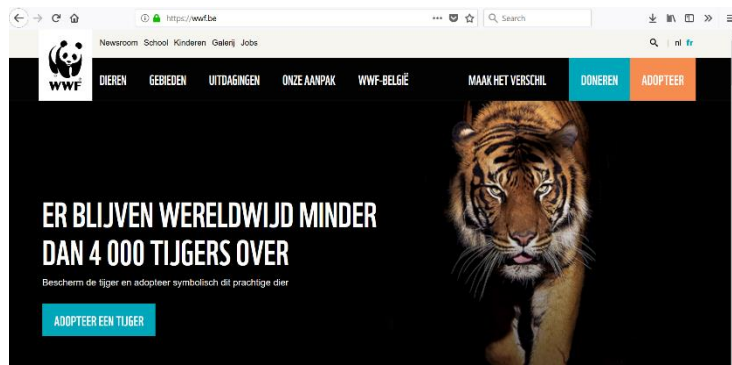 https://wwf.be
Search
Newsroom School Kinderen Galerij Jobs
nl fr
WWF
DIEREN GEBIEDEN UITDAGINGEN ONZE AANPAK WWF-BELGIË MAAK HET VERSCHIL DONEREN ADOPTEER
ER BLIJVEN WERELDWIJD MINDER
DAN 4 000 TIJGERS OVER
Bescherm de tijger en adopteer symbolisch dit prachtige dier
ADOPTEER EEN TIJGER